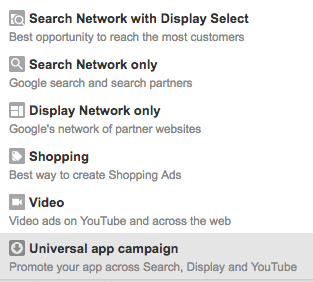 Search Network with Display Select
Best opportunity to reach the most customers
Search Network only
Google search and search partners
Display Network only
Google's network of partner websites
Shopping
Best way to create Shopping Ads
Video
Video ads on YouTube and across the web
Universal app campaign
Promote your app across Search, Display and YouTube